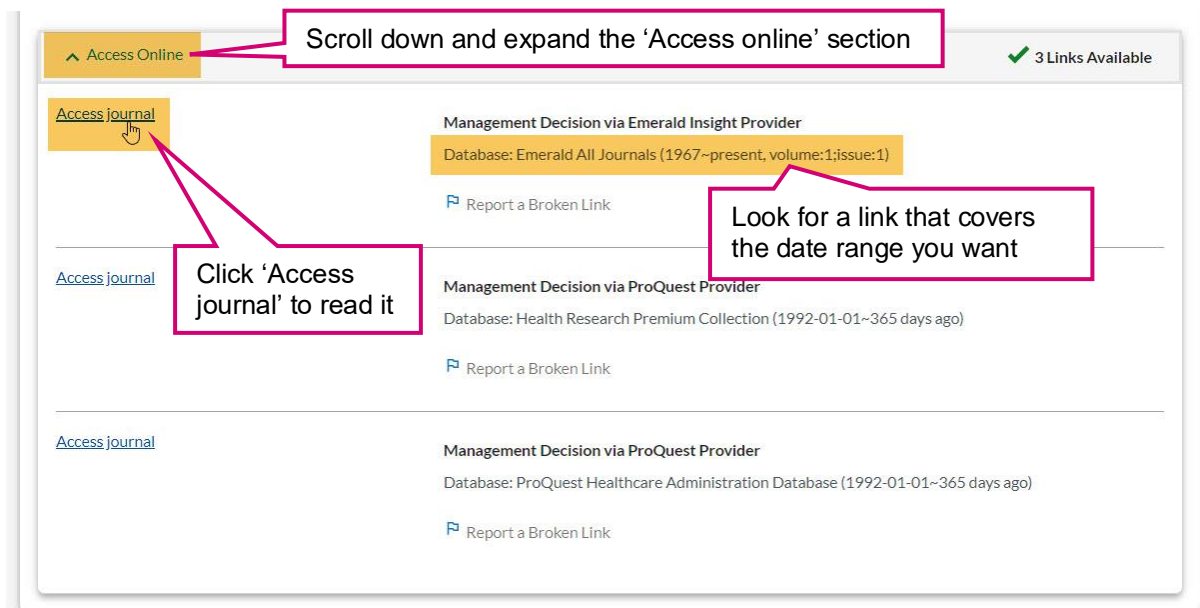 Scroll down and expand the ‘Access online’ section
Access Online
3 Links Available
Access journal
Management Decision via Emerald Insight Provider
Database: Emerald All Journals (1967~present, volume:1;issue:1)
Report a Broken Link
Look for a link that covers
the date range you want
Click ‘Access
journal’ to read it
Access journal
Management Decision via ProQuest Provider
Database: Health Research Premium Collection (1992-01-01~365 days ago)
Report a Broken Link
Access journal
Management Decision via ProQuest Provider
Database: ProQuest Healthcare Administration Database (1992-01-01~365 days ago)
Report a Broken Link